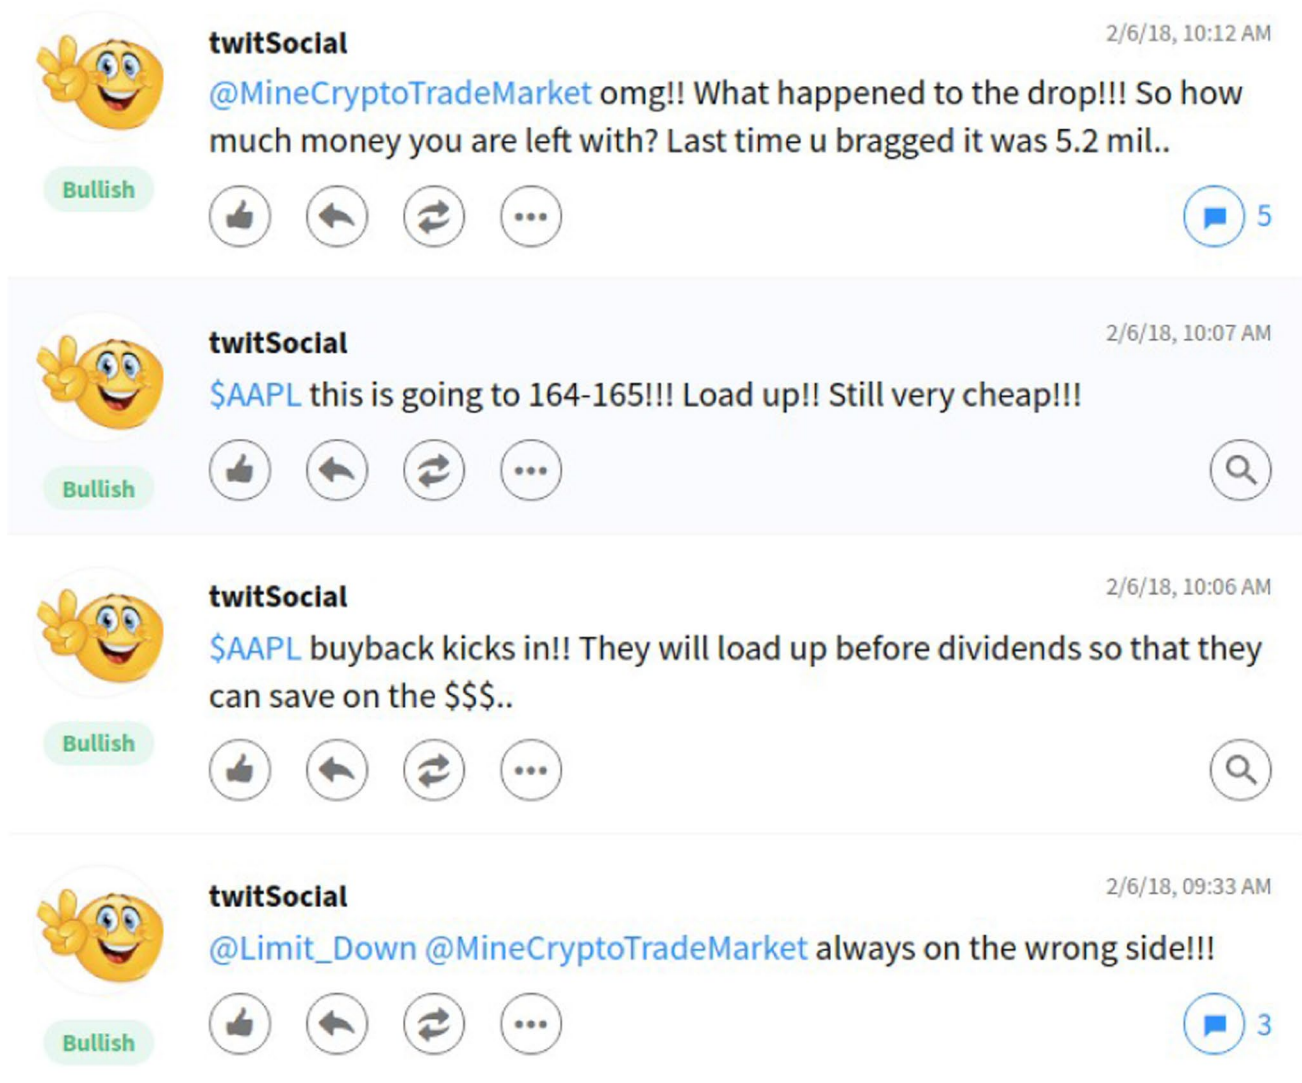 twitSocial
2/6/18, 10:12 AM
@MineCryptoTradeMarket omg!! What happened to the drop!!! So how
much money you are left with? Last time u bragged it was 5.2 mil..
Bullish
5
twitSocial
2/6/18, 10:07 AM
$AAPL this is going to 164-165!!! Load up!! Still very cheap!!!
Bullish
twitSocial
2/6/18, 10:06 AM
$AAPL buyback kicks in!! They will load up before dividends so that they
can save on the $$$..
Bullish
twitSocial
2/6/18, 09:33 AM
@Limit_Down @MineCryptoTradeMarket always on the wrong side!!!
Bullish
3